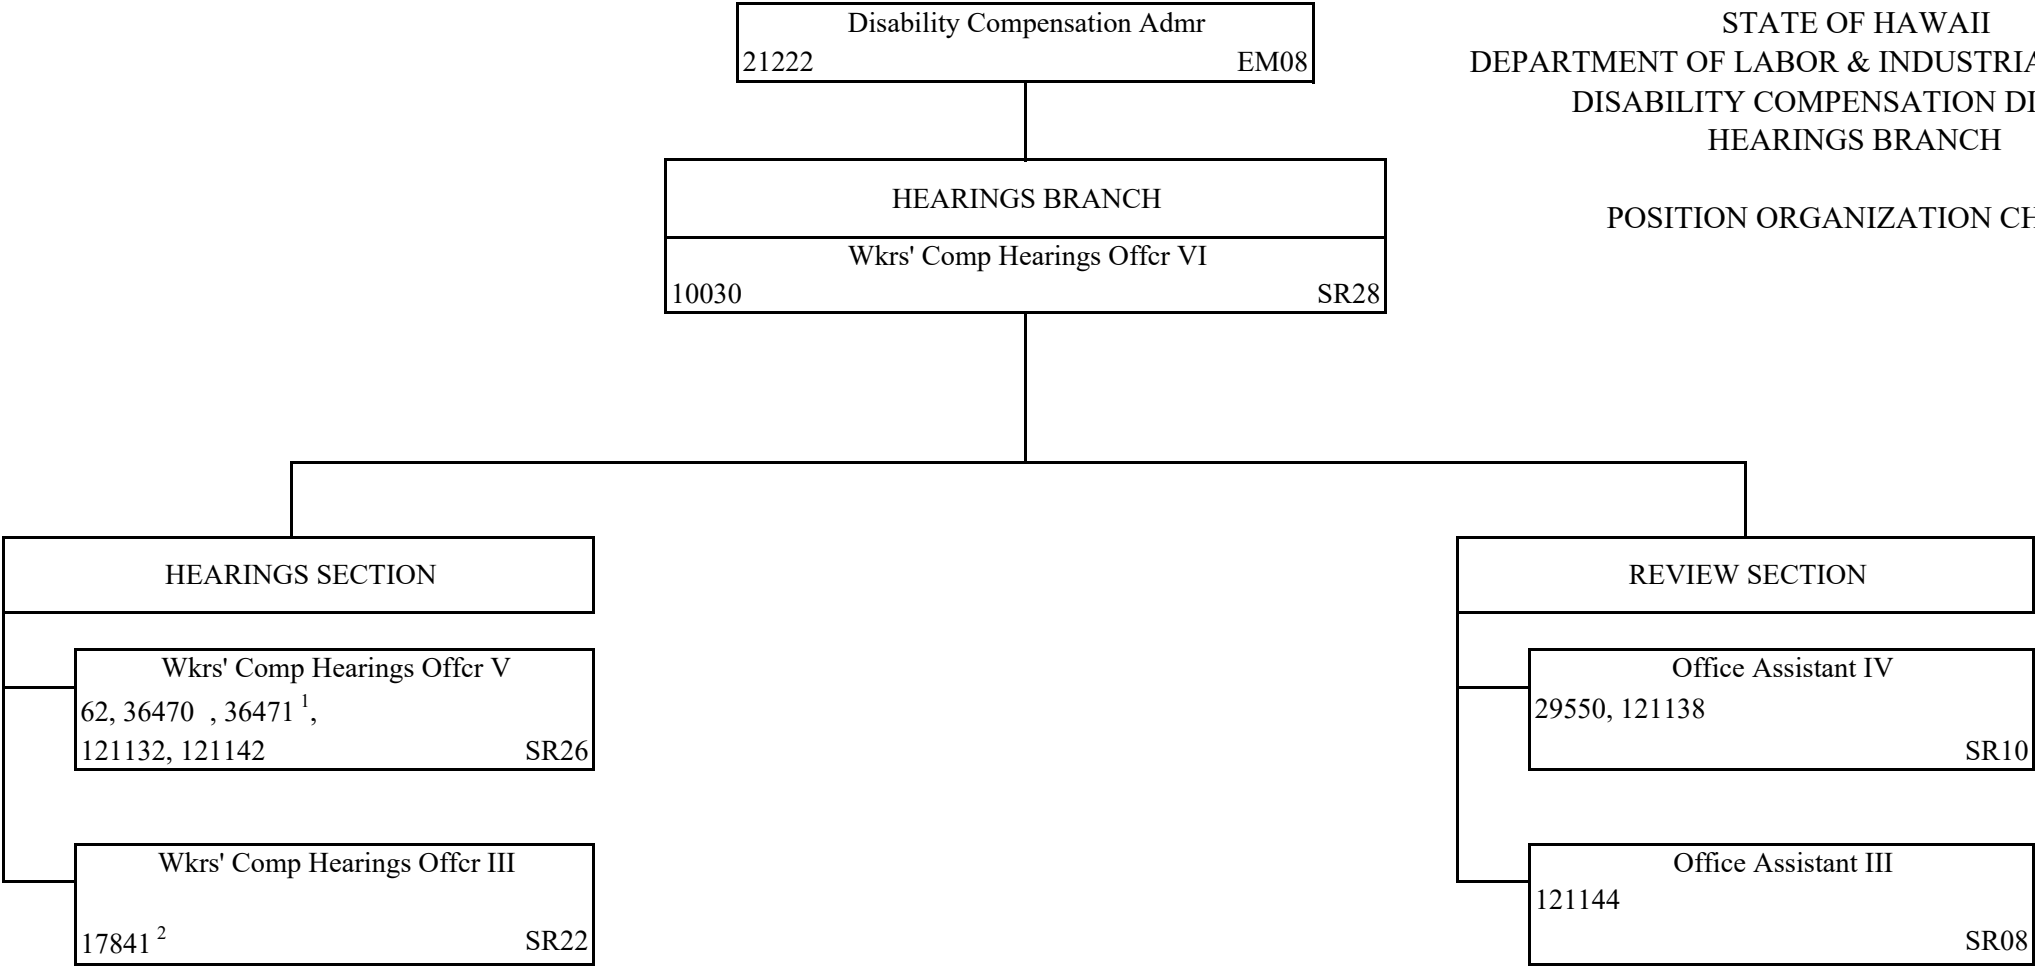 Disability Compensation Admr
21222 EM08
STATE OF HAWAII
DEPARTMENT OF LABOR & INDUSTRIA
DISABILITY COMPENSATION DI
HEARINGS BRANCH
POSITION ORGANIZATION CH
HEARINGS BRANCH
Wkrs' Comp Hearings Offcr VI
10030 SR28
HEARINGS SECTION
Wkrs' Comp Hearings Offcr V
62, 36470 , 36471 1,
121132, 121142 SR26
Wkrs' Comp Hearings Offcr III
17841 2 SR22
REVIEW SECTION
Office Assistant IV
29550, 121138
SR10
Office Assistant III
121144
SR08